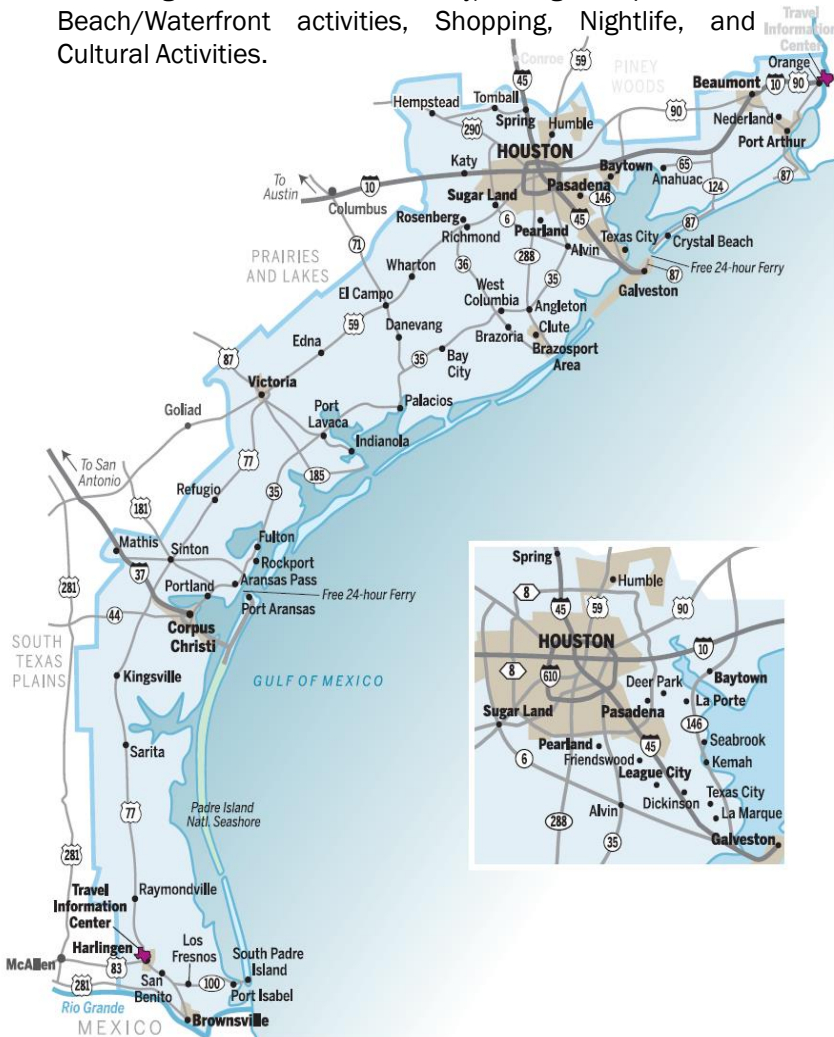 Beach/Waterfront activities, Shopping, Nightlife, and
Cultural Activities.
Travel
Information
Center
Orange
Conroe
59
45
PINEY
WOODS
Beaumont
10
90
Hempstead
Tomball
Spring
290
Humble
90
Nederland
Port Arthur
HOUSTON
Katy
Baytown
65
Anahuac
87
To
Austin
10
Columbus
Pasadena
146
124
Sugar Land
Rosenberg
Richmond
6
Pearland
45
87
Texas City
Crystal Beach
71
PRAIRIES
AND LAKES
36
288
Alvin
Free 24-hour Ferry
87
Galveston
Wharton
35
El Campo
West
Columbia
Angleton
59
Danevang
Clute
Edna
35
Bay
City
Brazoria
Brazosport
Area
87
Victoria
Goliad
Port
Lavaca
Palacios
Indianola
To San
Antonio
77
185
181
Refugio
35
Mathis
Sinton
Fulton
Rockport
37
Portland
Aransas Pass
Free 24-hour Ferry
281
Port Aransas
44
Corpus
Christi
SOUTH
TEXAS
PLAINS
Kingsville
GULF OF MEXICO
Sarita
Padre Island
Natl. Seashore
77
281
Raymondville
Travel
Information
Center
Harlingen
Los
Fresnos
South Padre
Island
McAllen
83
San
Benito
100
Port Isabel
281
Rio Grande
MEXICO
Brownsville
Spring
Humble
8
45
59
90
HOUSTON
10
8
610
Deer Park
Baytown
La Porte
Sugar Land
Pasadena
146
Pearland
45
Seabrook
6
Friendswood
Kemah
League City
Texas City
Alvin
Dickinson
La Marque
288
35
Galveston